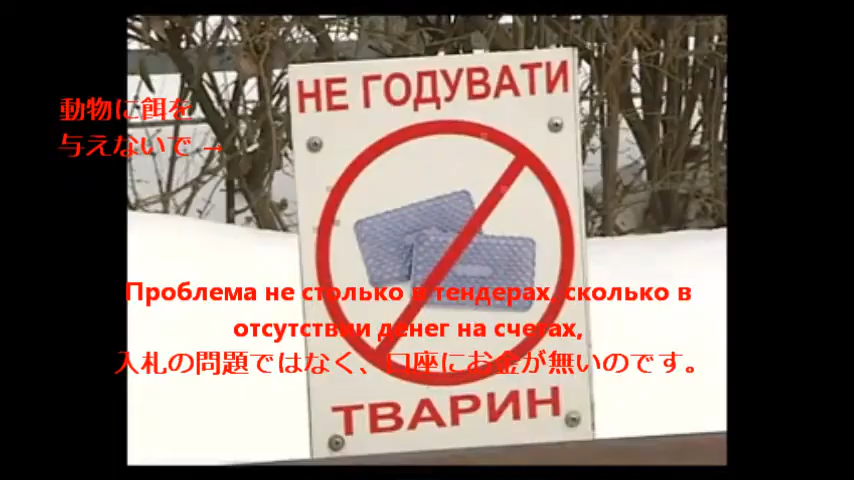 НЕ ГОДУВАТИ
動物に餌を
与えないで →
Проблема не столько в тендерах, сколько в
отсутствии денег на счетах,
入札の問題ではなく、口座にお金が無いのです。
ТВАРИН